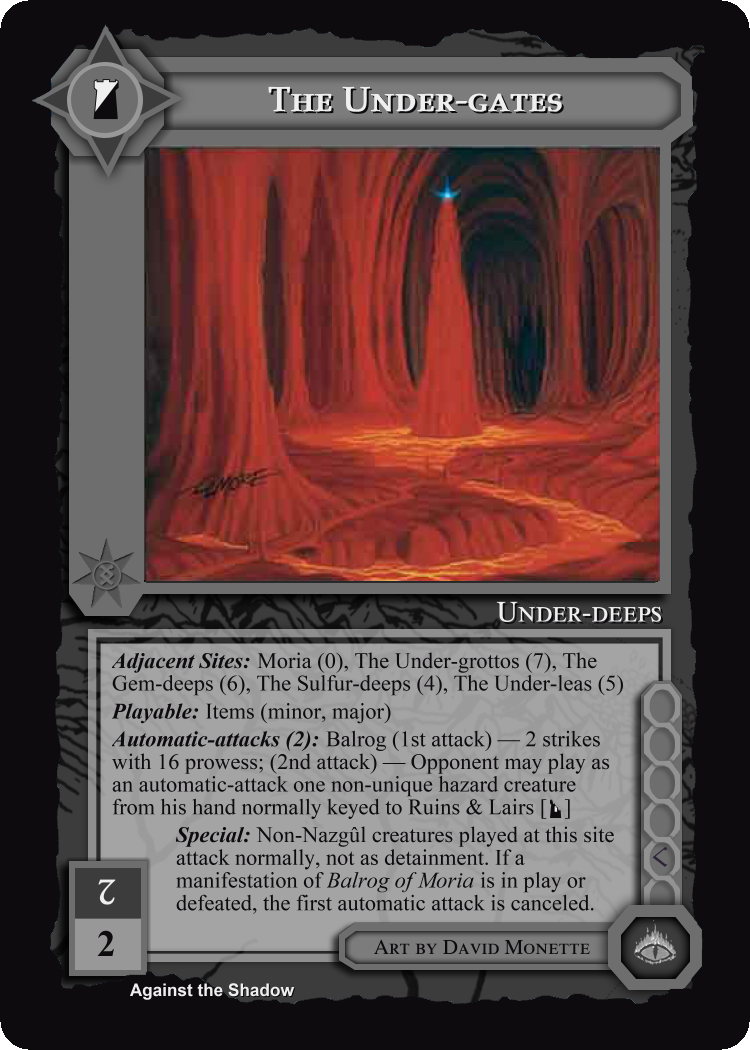 The Under-gates
ELMORE
Under-deeps
Adjacent Sites: Moria (0), The Under-grottos (7), The
Gem-deeps (6), The Sulfur-deeps (4), The Under-leas (5)
Playable: Items (minor, major)
Automatic-attacks (2): Balrog (1st attack) — 2 strikes
with 16 prowess; (2nd attack) — Opponent may play as
an automatic-attack one non-unique hazard creature
from his hand normally keyed to Ruins & Lairs [ ]
Special: Non-Nazgûl creatures played at this site
attack normally, not as detainment. If a
manifestation of Balrog of Moria is in play or
defeated, the first automatic attack is canceled.
2
2
Art by David Monette
Against the Shadow